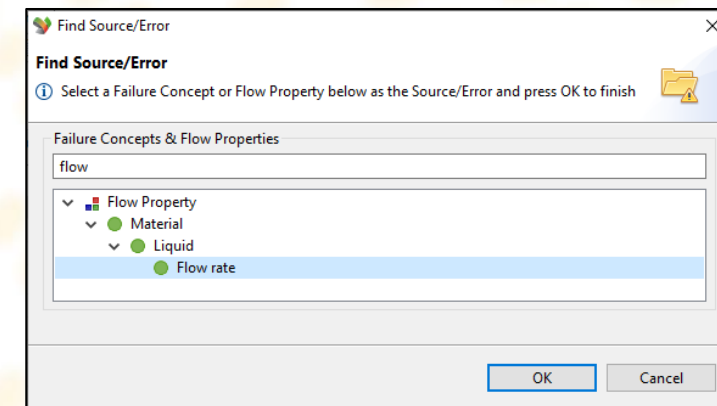 Find Source/Error
Find Source/Error
Select a Failure Concept or Flow Property below as the Source/Error and press OK to finish
Failure Concepts & Flow Properties
flow
Flow Property
Material
Liquid
Flow rate
OK Cancel